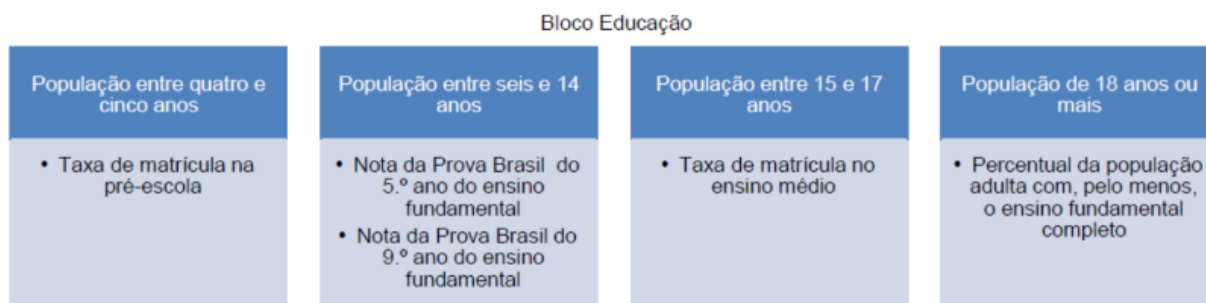 Bloco Educação
População entre quatro e
cinco anos
• Taxa de matrícula na
pré-escola
População entre seis e 14
anos
• Nota da Prova Brasil do
5.º ano do ensino
fundamental
• Nota da Prova Brasil do
9.º ano do ensino
fundamental
População entre 15 e 17
anos
• Taxa de matrícula no
ensino médio
População de 18 anos ou
mais
• Percentual da população
adulta com, pelo menos,
o ensino fundamental
completo